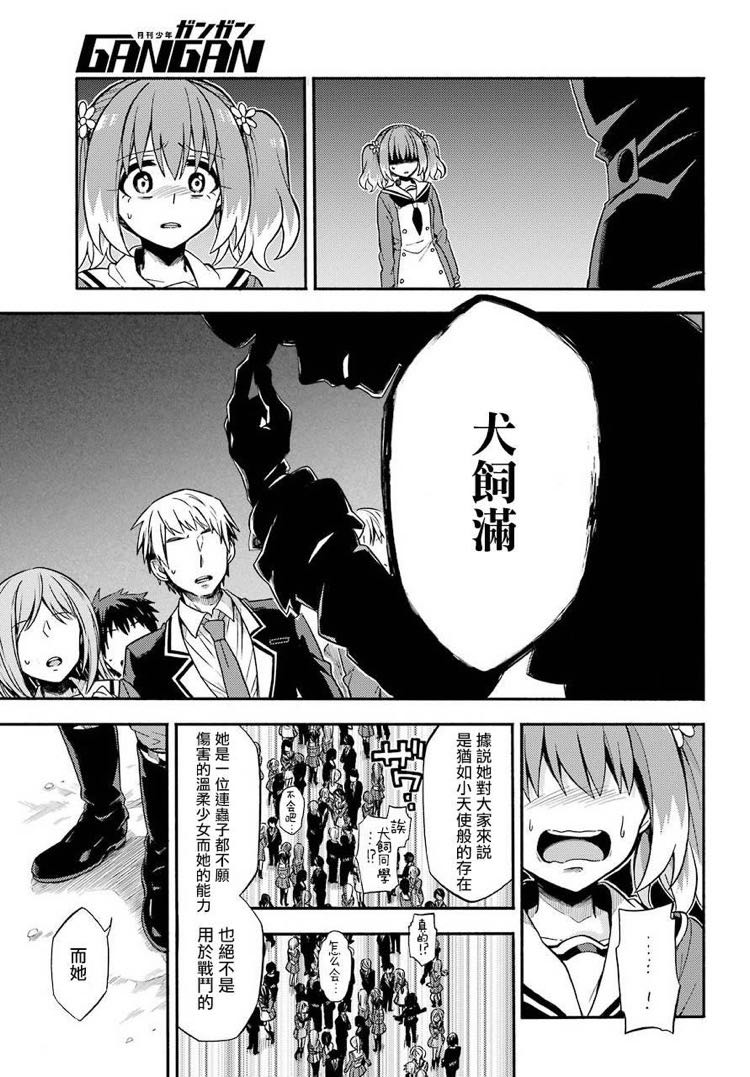 月刊少年
ガンガン
GANGAN
犬飼滿
……!
據說她對大家來說
是猶如小天使般的存在
ザワッ
誒
犬飼同學
…!?
不會吧…
真的!?
怎么会…
她是一位連蟲子都不願
傷害的溫柔少女而她的能力
也絕不是
用於戰鬥的
而她